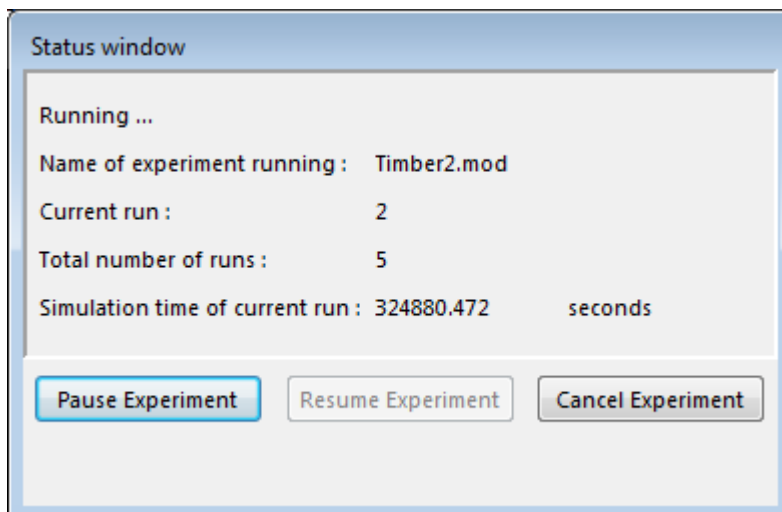 Status window
Running ...
Name of experiment running : Timber2.mod
Current run : 2
Total number of runs : 5
Simulation time of current run : 324880.472 seconds
Pause Experiment Resume Experiment Cancel Experiment